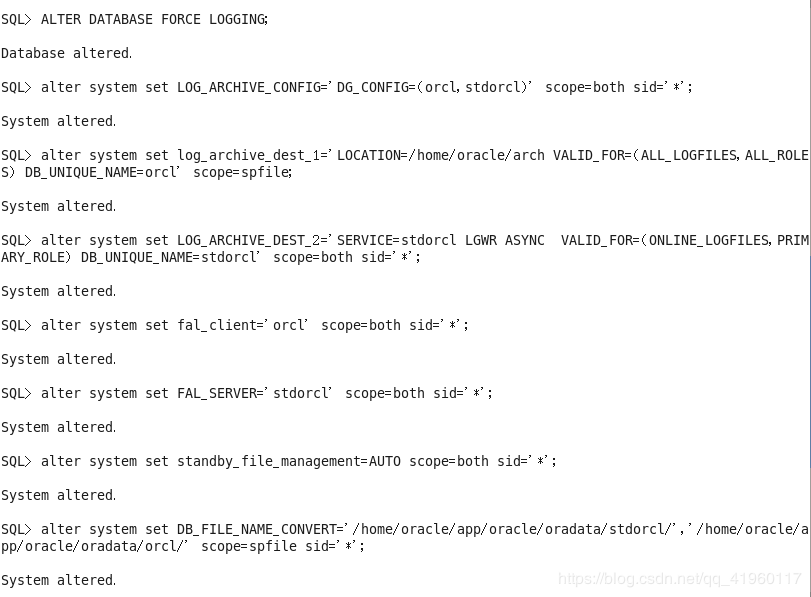 SQL> ALTER DATABASE FORCE LOGGING;
Database altered.
SQL> alter system set LOG_ARCHIVE_CONFIG='DG_CONFIG=(orcl,stdorcl)' scope=both sid='*';
System altered.
SQL> alter system set log_archive_dest_1='LOCATION=/home/oracle/arch VALID_FOR=(ALL_LOGFILES,ALL_ROLE
S) DB_UNIQUE_NAME=orcl' scope=spfile;
System altered.
SQL> alter system set LOG_ARCHIVE_DEST_2='SERVICE=stdorcl LGWR ASYNC  VALID_FOR=(ONLINE_LOGFILES,PRIM
ARY_ROLE) DB_UNIQUE_NAME=stdorcl' scope=both sid='*';
System altered.
SQL> alter system set fal_client='orcl' scope=both sid='*';
System altered.
SQL> alter system set FAL_SERVER='stdorcl' scope=both sid='*';
System altered.
SQL> alter system set standby_file_management=AUTO scope=both sid='*';
System altered.
SQL> alter system set DB_FILE_NAME_CONVERT='/home/oracle/app/oracle/oradata/stdorcl/','/home/oracle/a
pp/oracle/oradata/orcl/' scope=spfile sid='*';
System altered.
https://blog.csdn.net/qq_41960117